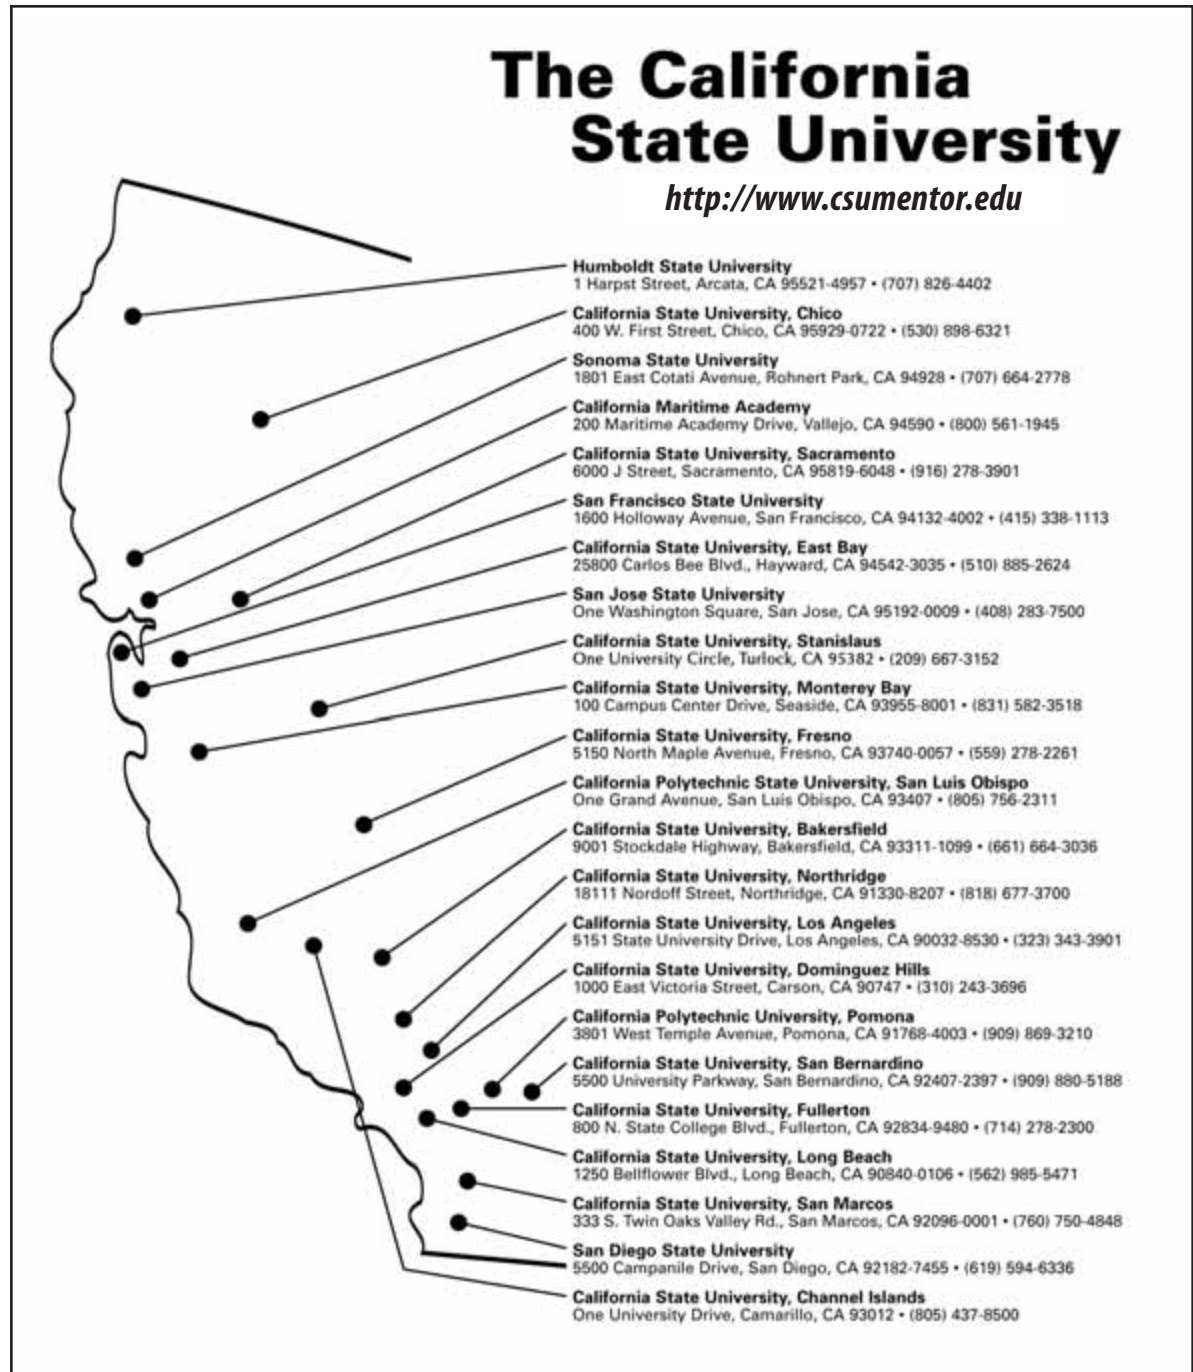 The California
State University
http://www.csumentor.edu
Humboldt State University
1 Harpst Street, Arcata, CA 95521-4957 • (707) 826-4402
California State University, Chico
400 W. First Street, Chico, CA 95929-0722 • (530) 898-6321
Sonoma State University
1801 East Cotati Avenue, Rohnert Park, CA 94928 • (707) 664-2778
California Maritime Academy
200 Maritime Academy Drive, Vallejo, CA 94590 • (800) 561-1945
California State University, Sacramento
6000 J Street, Sacramento, CA 95819-6048 • (916) 278-3901
San Francisco State University
1600 Holloway Avenue, San Francisco, CA 94132-4002 • (415) 338-1113
California State University, East Bay
25800 Carlos Bee Blvd., Hayward, CA 94542-3035 • (510) 885-2624
San Jose State University
One Washington Square, San Jose, CA 95192-0009 • (408) 283-7500
California State University, Stanislaus
One University Circle, Turlock, CA 95382 • (209) 667-3152
California State University, Monterey Bay
100 Campus Center Drive, Seaside, CA 93955-8001 • (831) 582-3518
California State University, Fresno
5150 North Maple Avenue, Fresno, CA 93740-0057 • (559) 278-2261
California Polytechnic State University, San Luis Obispo
One Grand Avenue, San Luis Obispo, CA 93407 • (805) 756-2311
California State University, Bakersfield
9001 Stockdale Highway, Bakersfield, CA 93311-1099 • (661) 664-3036
California State University, Northridge
18111 Nordoff Street, Northridge, CA 91330-8207 • (818) 677-3700
California State University, Los Angeles
5151 State University Drive, Los Angeles, CA 90032-8530 • (323) 343-3901
California State University, Dominguez Hills
1000 East Victoria Street, Carson, CA 90747 • (310) 243-3696
California Polytechnic University, Pomona
3801 West Temple Avenue, Pomona, CA 91768-4003 • (909) 869-3210
California State University, San Bernardino
5500 University Parkway, San Bernardino, CA 92407-2397 • (909) 880-5188
California State University, Fullerton
800 N. State College Blvd., Fullerton, CA 92834-9480 • (714) 278-2300
California State University, Long Beach
1250 Bellflower Blvd., Long Beach, CA 90840-0106 • (562) 985-5471
California State University, San Marcos
333 S. Twin Oaks Valley Rd., San Marcos, CA 92096-0001 • (760) 750-4848
San Diego State University
5500 Campanile Drive, San Diego, CA 92182-7455 • (619) 594-6336
California State University, Channel Islands
One University Drive, Camarillo, CA 93012 • (805) 437-8500